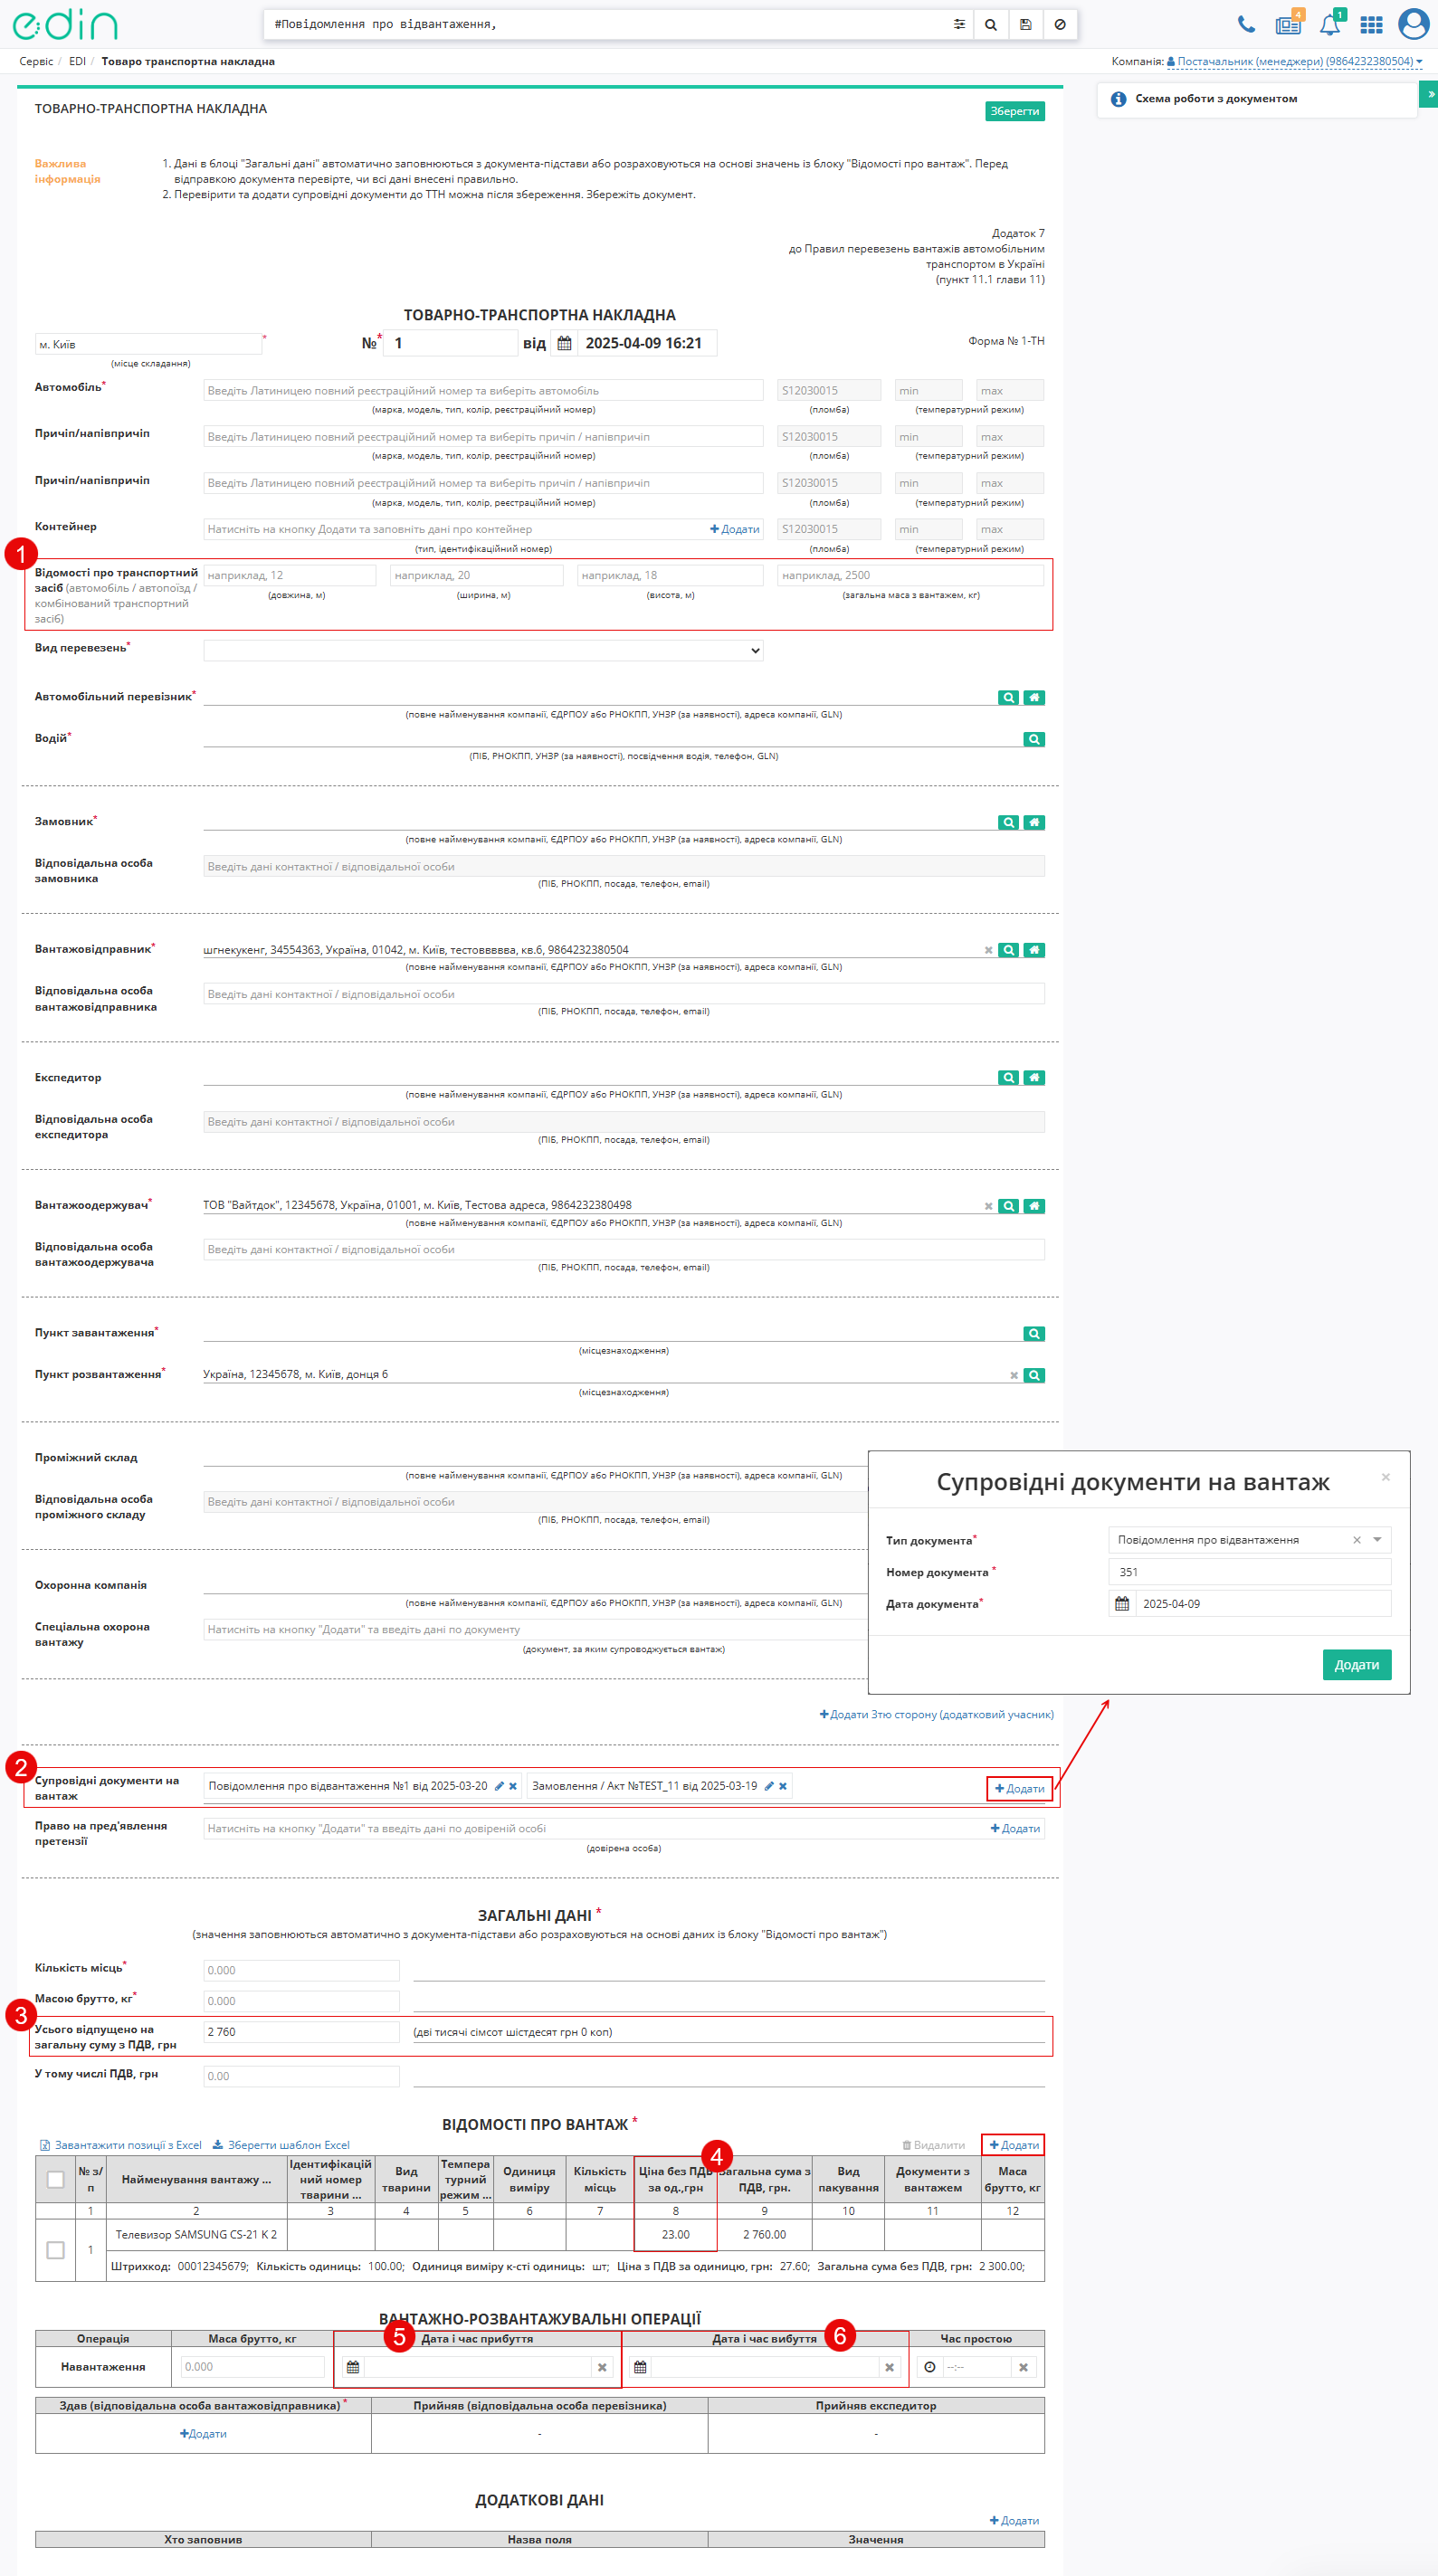 edin
#Повідомлення про відвантаження,
4
1
Сервіс / EDI / Товаро транспортна накладна
Компанія: Постачальник (менеджери) (9864232380504)
Схема роботи з документом
»
ТОВАРНО-ТРАНСПОРТНА НАКЛАДНА
Зберегти
Важлива інформація
1. Дані в блоці "Загальні дані" автоматично заповнюються з документа-підстави або розраховуються на основі значень із блоку "Відомості про вантаж". Перед
відправкою документа перевірте, чи всі дані внесені правильно.
2. Перевірити та додати супровідні документи до ТТН можна після збереження. Збережіть документ.
Додаток 7
до Правил перевезень вантажів автомобільним
транспортом в Україні
(пункт 11.1 глави 11)
ТОВАРНО-ТРАНСПОРТНА НАКЛАДНА
м. Київ *
№* 1 від 2025-04-09 16:21
Форма № 1-ТН
(місце складання)
Автомобіль* Введіть Латиницею повний реєстраційний номер та виберіть автомобіль S12030015 min max
(марка, модель, тип, колір, реєстраційний номер) (пломба) (температурний режим)
Причіп/напівпричіп Введіть Латиницею повний реєстраційний номер та виберіть причіп / напівпричіп S12030015 min max
(марка, модель, тип, колір, реєстраційний номер) (пломба) (температурний режим)
Причіп/напівпричіп Введіть Латиницею повний реєстраційний номер та виберіть причіп / напівпричіп S12030015 min max
(марка, модель, тип, колір, реєстраційний номер) (пломба) (температурний режим)
Контейнер Натисніть на кнопку Додати та заповніть дані про контейнер +Додати S12030015 min max
(тип, ідентифікаційний номер) (пломба) (температурний режим)
1
Відомості про транспортний засіб (автомобіль / автопоїзд / комбінований транспортний засіб)
наприклад, 12 наприклад, 20 наприклад, 18 наприклад, 2500
(довжина, м) (ширина, м) (висота, м) (загальна маса з вантажем, кг)
Вид перевезень*
Автомобільний перевізник*
(повне найменування компанії, ЄДРПОУ або РНОКПП, УНЗР (за наявності), адреса компанії, GLN)
Водій*
(ПІБ, РНОКПП, УНЗР (за наявності), посвідчення водія, телефон, GLN)
Замовник*
(повне найменування компанії, ЄДРПОУ або РНОКПП, УНЗР (за наявності), адреса компанії, GLN)
Відповідальна особа замовника
Введіть дані контактної / відповідальної особи
(ПІБ, РНОКПП, посада, телефон, email)
Вантажовідправник* шгнекукенг, 34554363, Україна, 01042, м. Київ, тестоввввва, кв.6, 9864232380504
(повне найменування компанії, ЄДРПОУ або РНОКПП, УНЗР (за наявності), адреса компанії, GLN)
Відповідальна особа вантажовідправника
Введіть дані контактної / відповідальної особи
(ПІБ, РНОКПП, посада, телефон, email)
Експедитор
(повне найменування компанії, ЄДРПОУ або РНОКПП, УНЗР (за наявності), адреса компанії, GLN)
Відповідальна особа експедитора
Введіть дані контактної / відповідальної особи
(ПІБ, РНОКПП, посада, телефон, email)
Вантажоодержувач* ТОВ "Вайтдок", 12345678, Україна, 01001, м. Київ, Тестова адреса, 9864232380498
(повне найменування компанії, ЄДРПОУ або РНОКПП, УНЗР (за наявності), адреса компанії, GLN)
Відповідальна особа вантажоодержувача
Введіть дані контактної / відповідальної особи
(ПІБ, РНОКПП, посада, телефон, email)
Пункт завантаження*
(місцезнаходження)
Пункт розвантаження* Україна, 12345678, м. Київ, донця 6
(місцезнаходження)
Проміжний склад
(повне найменування компанії, ЄДРПОУ або РНОКПП, УНЗР (за наявності), адреса компанії, GLN)
Відповідальна особа проміжного складу
Введіть дані контактної / відповідальної особи
(ПІБ, РНОКПП, посада, телефон, email)
Охоронна компанія
(повне найменування компанії, ЄДРПОУ або РНОКПП, УНЗР (за наявності), адреса компанії, GLN)
Спеціальна охорона вантажу
Натисніть на кнопку "Додати" та введіть дані по документу
(документ, за яким супроводжується вантаж)
Супровідні документи на вантаж ×
Тип документа* Повідомлення про відвантаження
Номер документа * 351
Дата документа* 2025-04-09
Додати
+Додати 3тю сторону (додатковий учасник)
2
Супровідні документи на вантаж
Повідомлення про відвантаження №1 від 2025-03-20 Замовлення / Акт №TEST_11 від 2025-03-19 +Додати
Право на пред'явлення претензії
Натисніть на кнопку "Додати" та введіть дані по довіреній особі +Додати
(довірена особа)
ЗАГАЛЬНІ ДАНІ *
(значення заповнюються автоматично з документа-підстави або розраховуються на основі даних із блоку "Відомості про вантаж")
Кількість місць* 0.000
Масою брутто, кг* 0.000
3
Усього відпущено на загальну суму з ПДВ, грн
2 760 (дві тисячі сімсот шістдесят грн 0 коп)
У тому числі ПДВ, грн 0.00
ВІДОМОСТІ ПРО ВАНТАЖ *
Завантажити позиції з Excel Зберегти шаблон Excel Видалити +Додати
4
№ з/п Найменування вантажу ... Ідентифікаційний номер тварини ... Вид тварини Температурний режим ... Одиниця виміру Кількість місць Ціна без ПДВ за од.,грн Загальна сума з ПДВ, грн. Вид пакування Документи з вантажем Маса брутто, кг
1 2 3 4 5 6 7 8 9 10 11 12
1 Телевизор SAMSUNG CS-21 K 2 23.00 2 760.00
Штрихкод: 00012345679; Кількість одиниць: 100.00; Одиниця виміру к-сті одиниць: шт; Ціна з ПДВ за одиницю, грн: 27.60; Загальна сума без ПДВ, грн: 2 300.00;
ВАНТАЖНО-РОЗВАНТАЖУВАЛЬНІ ОПЕРАЦІЇ
Операція Маса брутто, кг 5 Дата і час прибуття Дата і час вибуття 6 Час простою
Навантаження 0.000 --:--
Здав (відповідальна особа вантажовідправника) * Прийняв (відповідальна особа перевізника) Прийняв експедитор
+Додати - -
ДОДАТКОВІ ДАНІ
+Додати
Хто заповнив Назва поля Значення